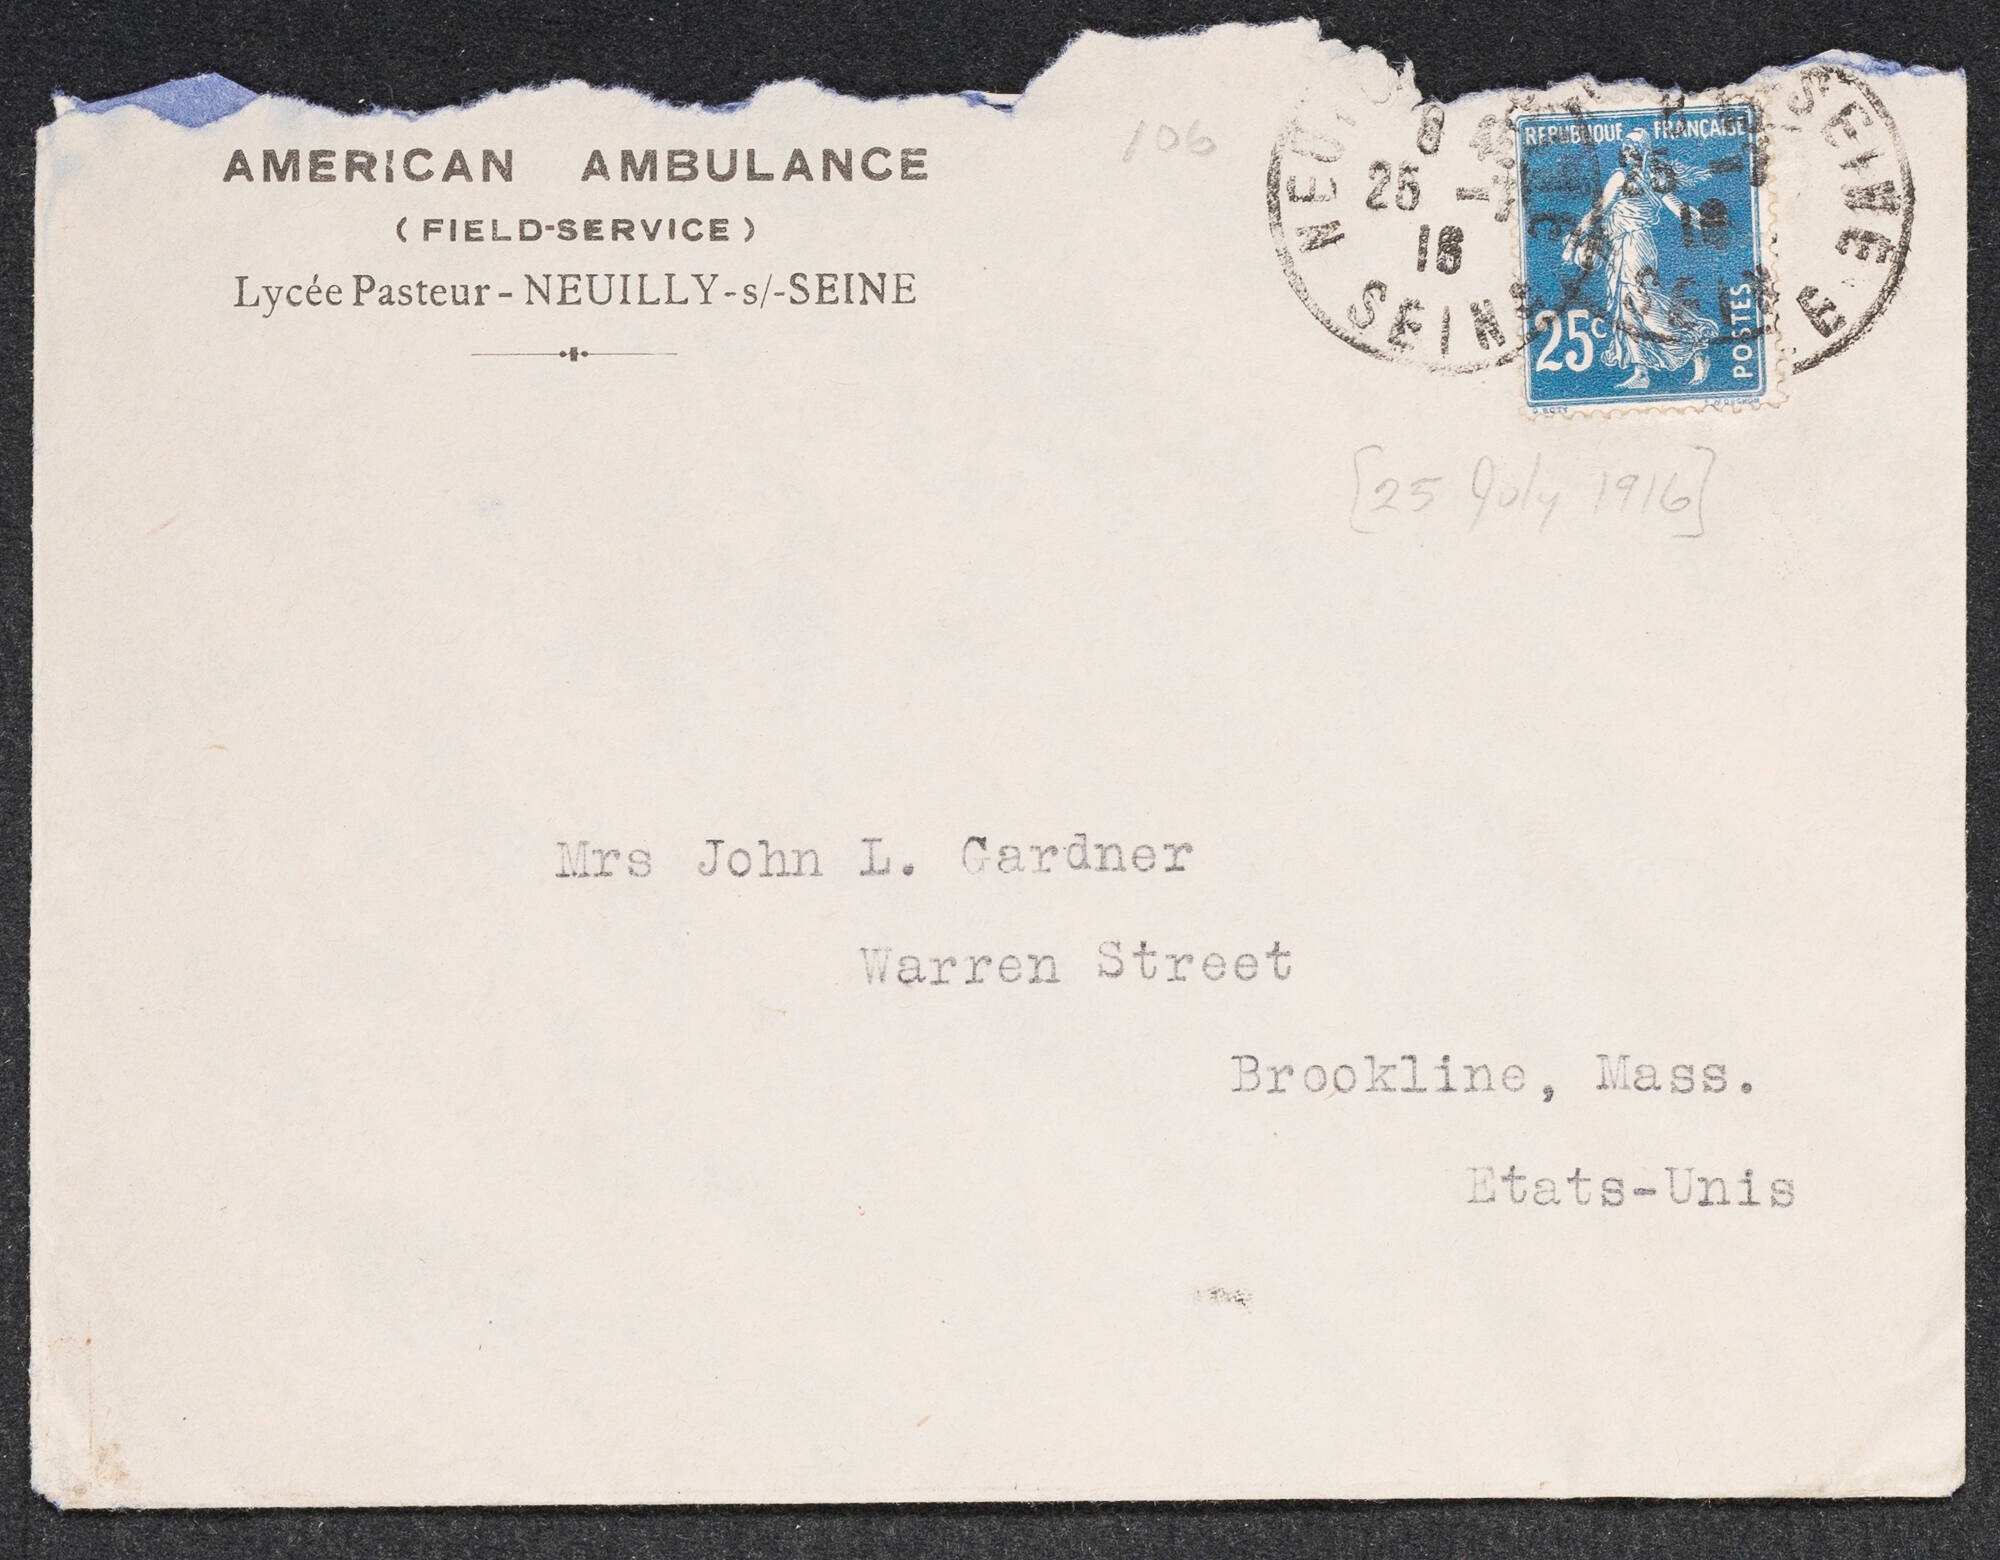 AMERICAN AMBULANCE
( FIELD-SERVICE )
Lycée Pasteur - NEUILLY-s/-SEINE
106
25
16
SEINE
REPUBLIQUE FRANÇAISE
25c
POSTES
[25 July 1916]
Mrs John L. Gardner
Warren Street
Brookline, Mass.
Etats-Unis